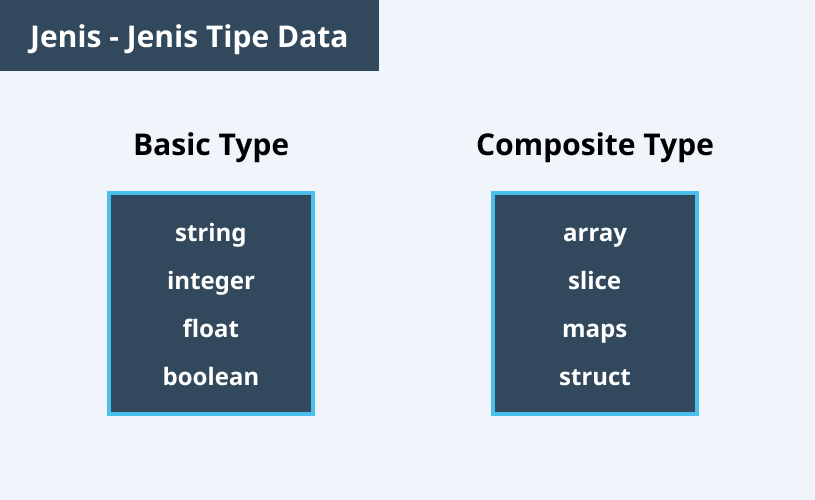 Jenis - Jenis Tipe Data
Basic Type
string
integer
float
boolean
Composite Type
array
slice
maps
struct